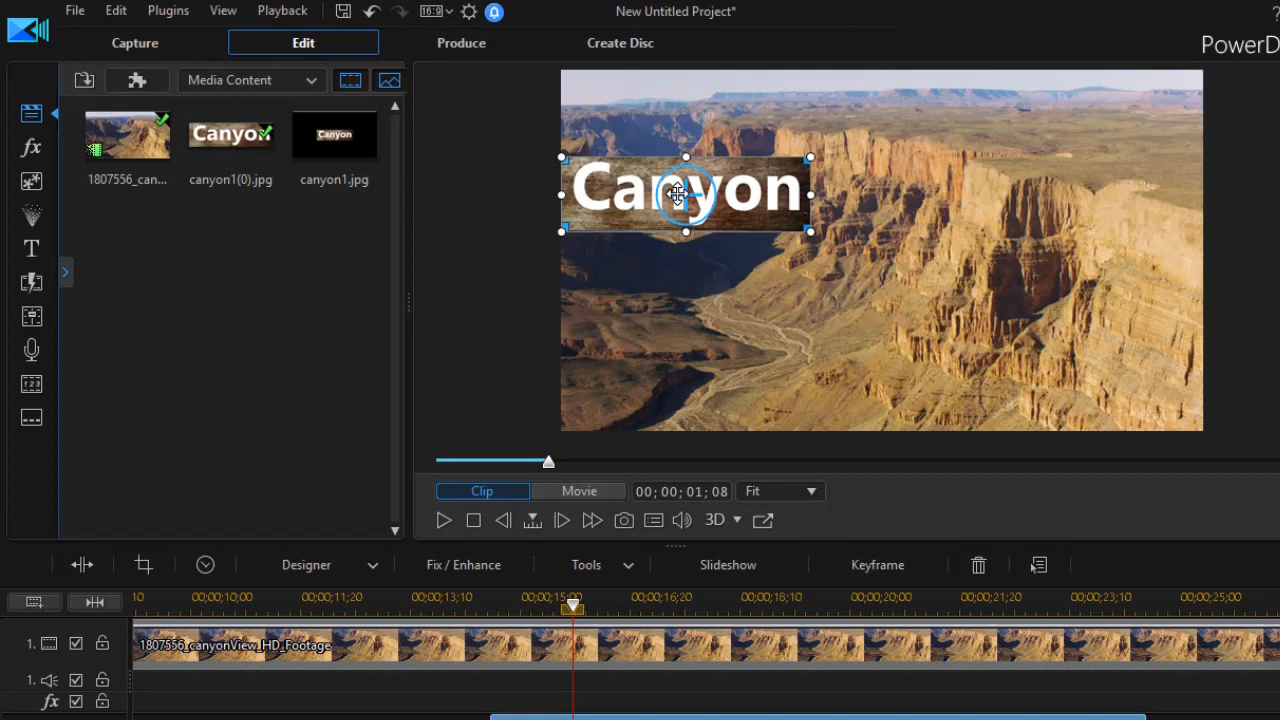 File Edit Plugins View Playback 16:9 New Untitled Project* ?
Capture Edit Produce Create Disc PowerD
Media Content
Canyon Canyon
1807556_can... canyon1(0).jpg canyon1.jpg
Canyon
fx
T
123
Clip Movie 00; 00; 01; 08 Fit
3D
Designer Fix / Enhance Tools Slideshow Keyframe
10 00;00;10;00 00;00;11;20 00;00;13;10 00;00;15;00 00;00;16;20 00;00;18;10 00;00;20;00 00;00;21;20 00;00;23;10 00;00;25;00
1. 1807556_canyonView_HD_Footage
1.
fx